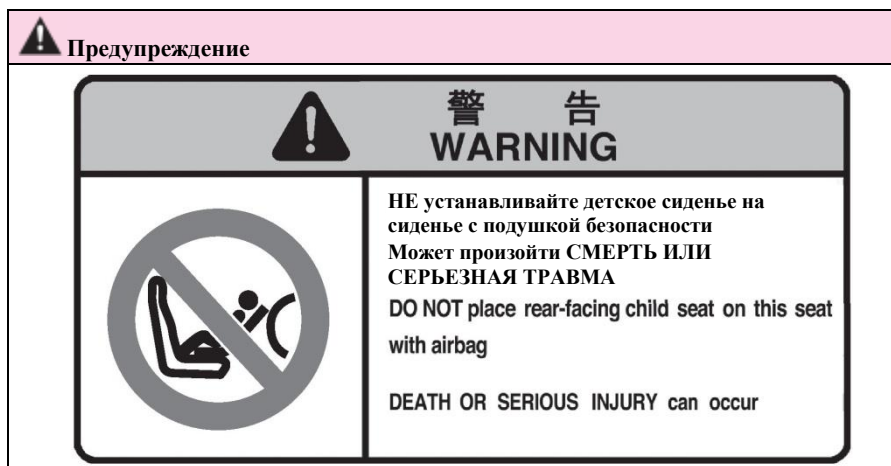 Предупреждение
警 告
WARNING
НЕ устанавливайте детское сиденье на
сиденье с подушкой безопасности
Может произойти СМЕРТЬ ИЛИ
СЕРЬЕЗНАЯ ТРАВМА
DO NOT place rear-facing child seat on this seat
with airbag
DEATH OR SERIOUS INJURY can occur